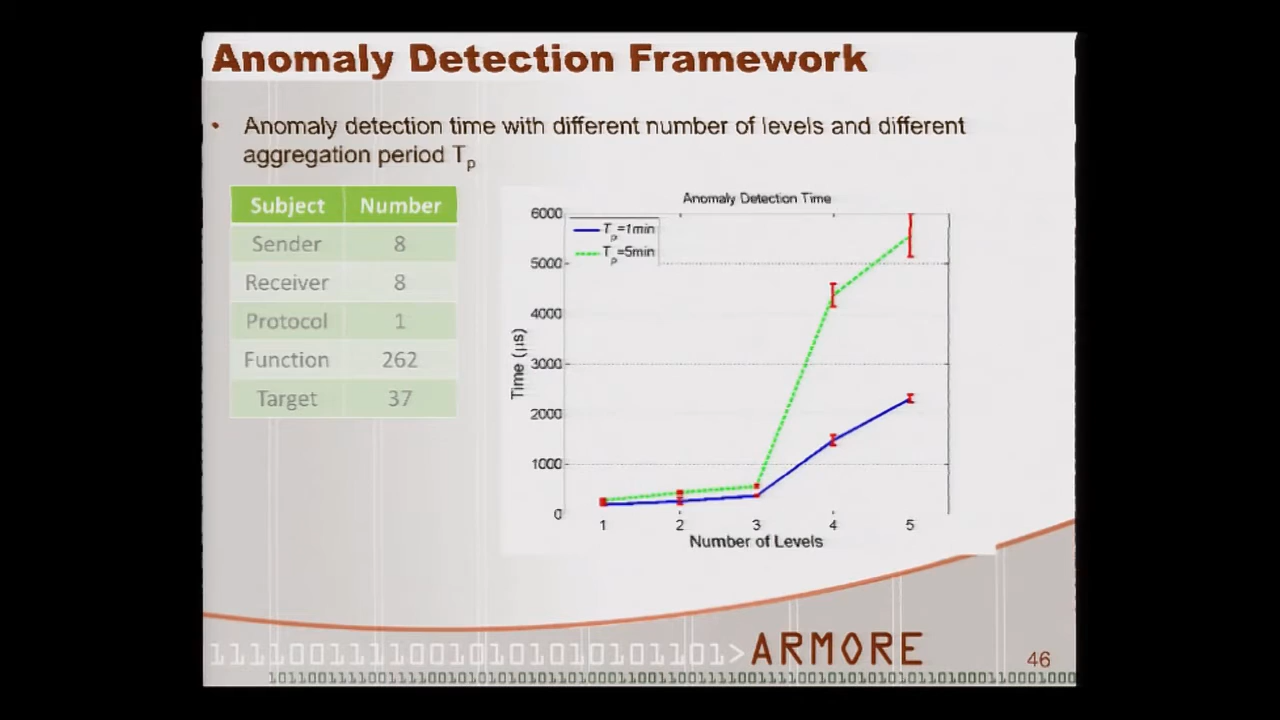 Anomaly Detection Framework
• Anomaly detection time with different number of levels and different
aggregation period Tp
Subject Number
Sender 8
Receiver 8
Protocol 1
Function 262
Target 37
Anomaly Detection Time
Tp=1min
Tp=5min
6000
5000
4000
3000
2000
1000
0
Time (µs)
1 2 3 4 5
Number of Levels
ARMORE
46